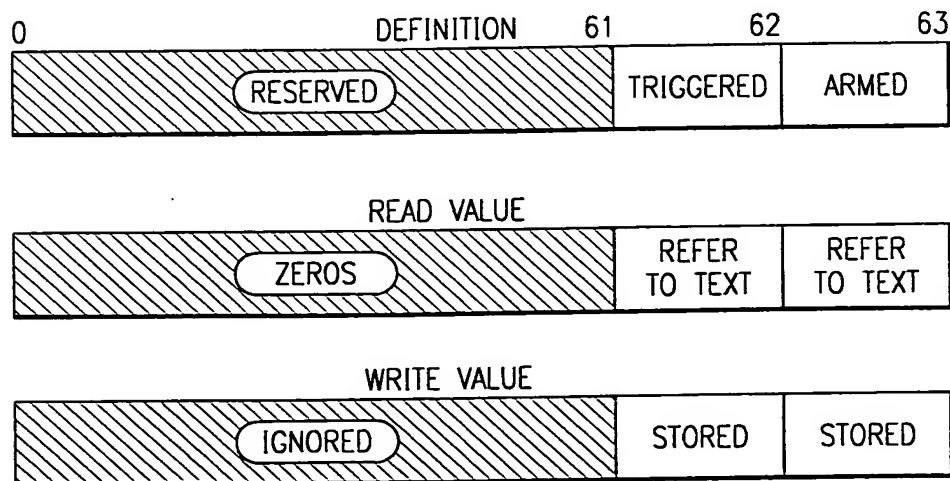 0 DEFINITION 61 62 63
RESERVED TRIGGERED ARMED
READ VALUE
ZEROS REFER TO TEXT REFER TO TEXT
WRITE VALUE
IGNORED STORED STORED